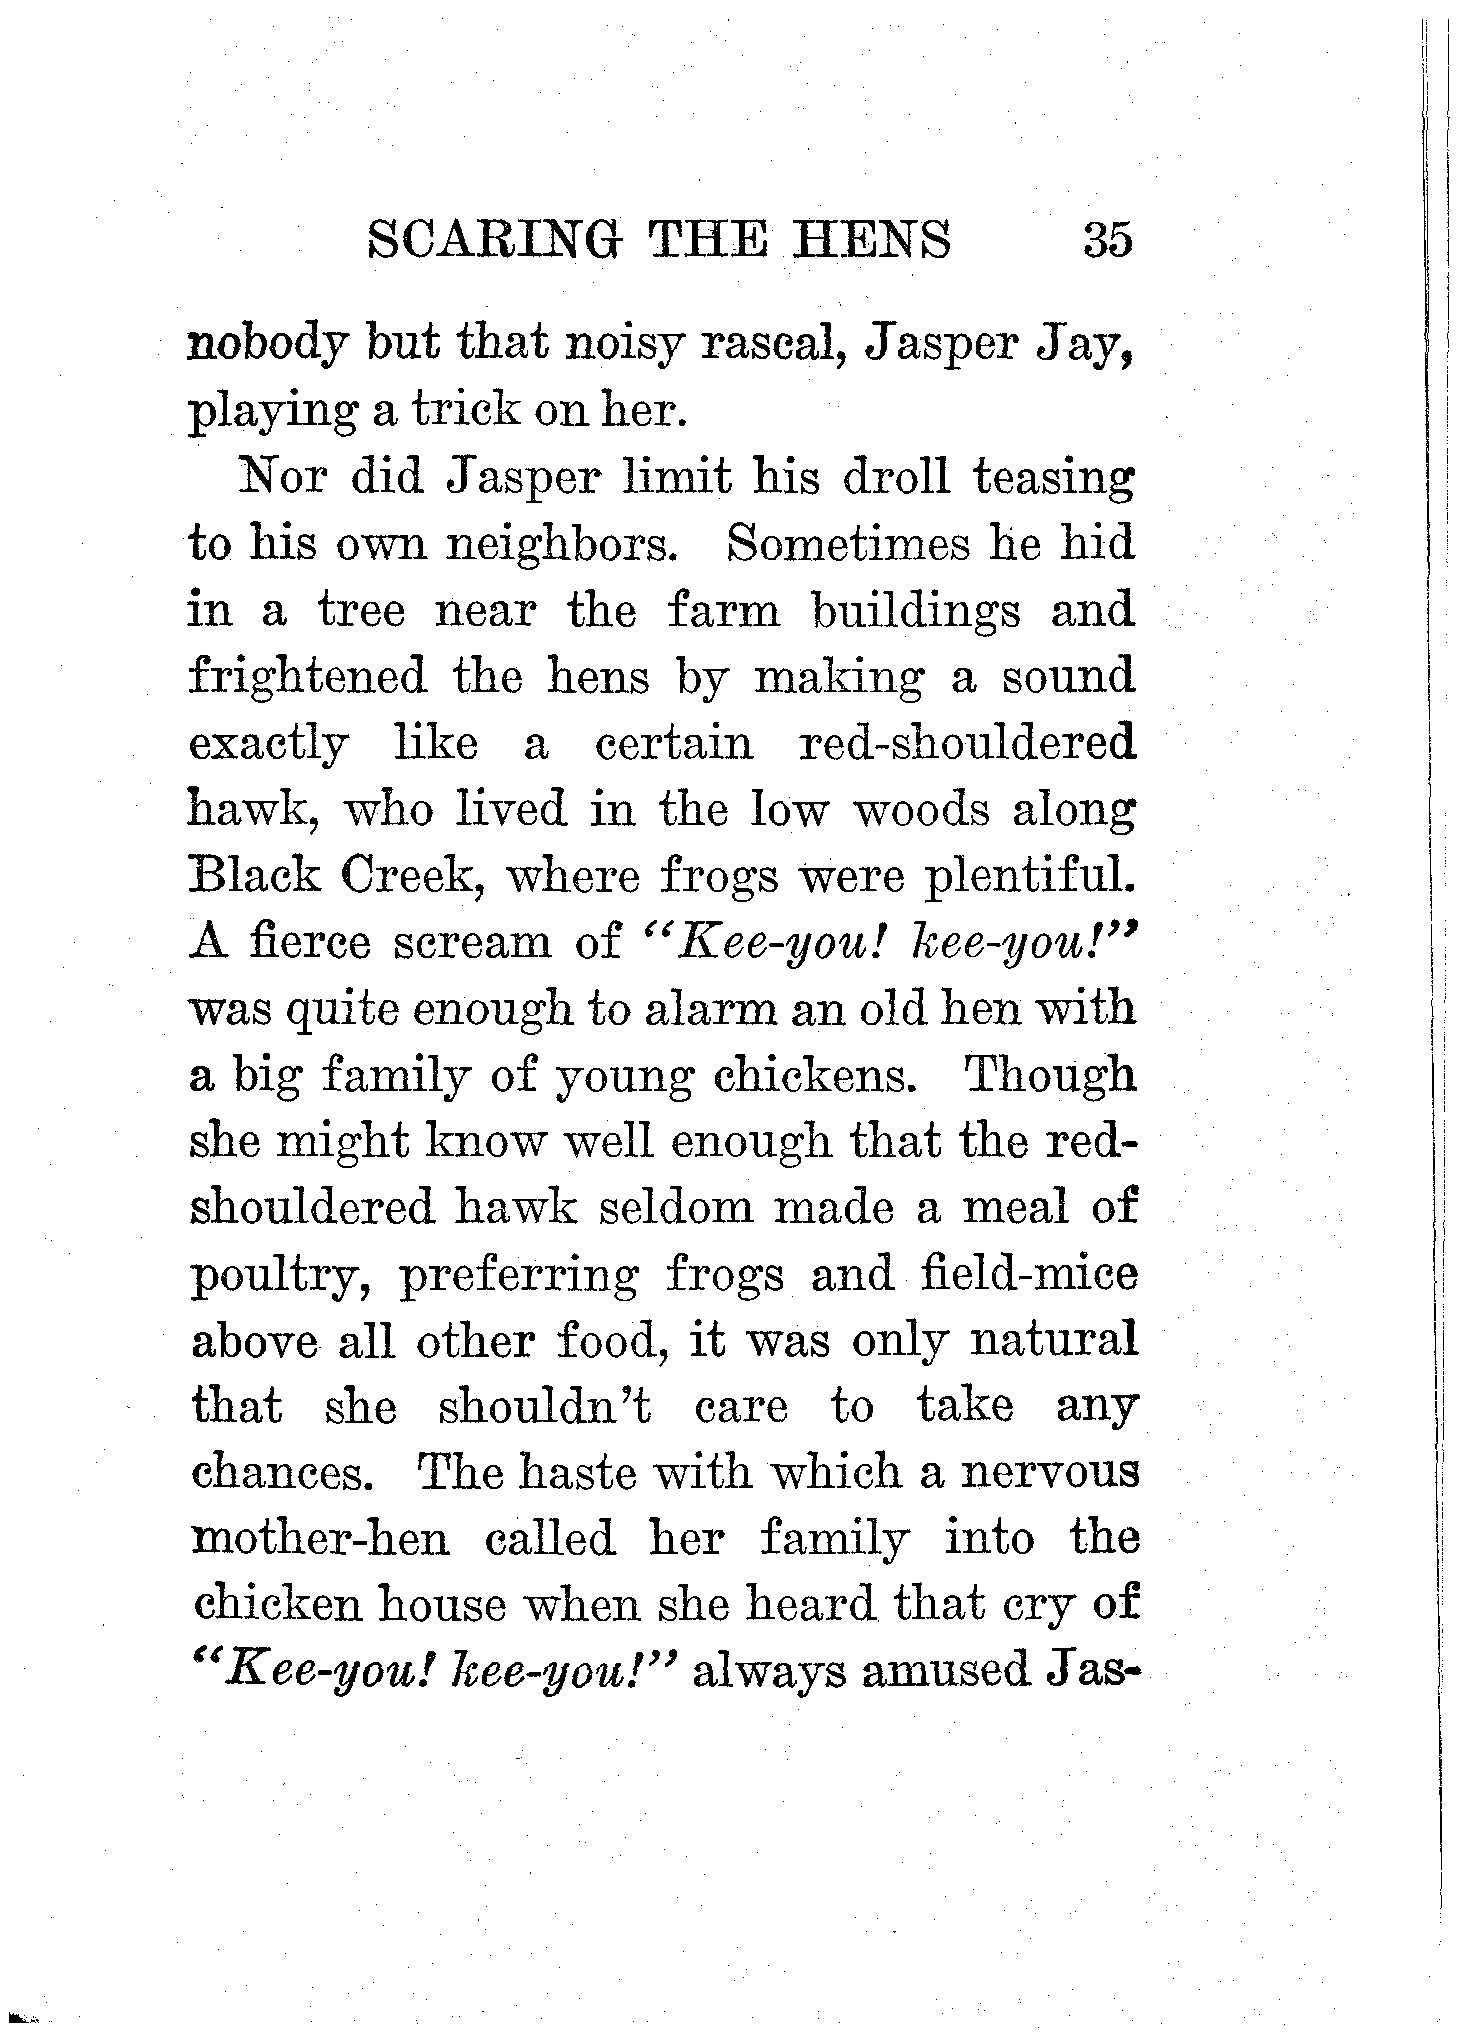 SCARING THE HENS 35
nobody but that noisy rascal, Jasper Jay,
playing a trick on her.
Nor did Jasper limit his droll teasing
to his own neighbors. Sometimes he hid
in a tree near the farm buildings and
frightened the hens by making a sound
exactly like a certain red-shouldered
hawk, who lived in the low woods along
Black Creek, where frogs were plentiful.
A fierce scream of “Kee-you! kee-you!”
was quite enough to alarm an old hen with
a big family of young chickens. Though
she might know well enough that the red-
shouldered hawk seldom made a meal of
poultry, preferring frogs and field-mice
above all other food, it was only natural
that she shouldn’t care to take any
chances. The haste with which a nervous
mother-hen called her family into the
chicken house when she heard that cry of
“Kee-you! kee-you!” always amused Jas-